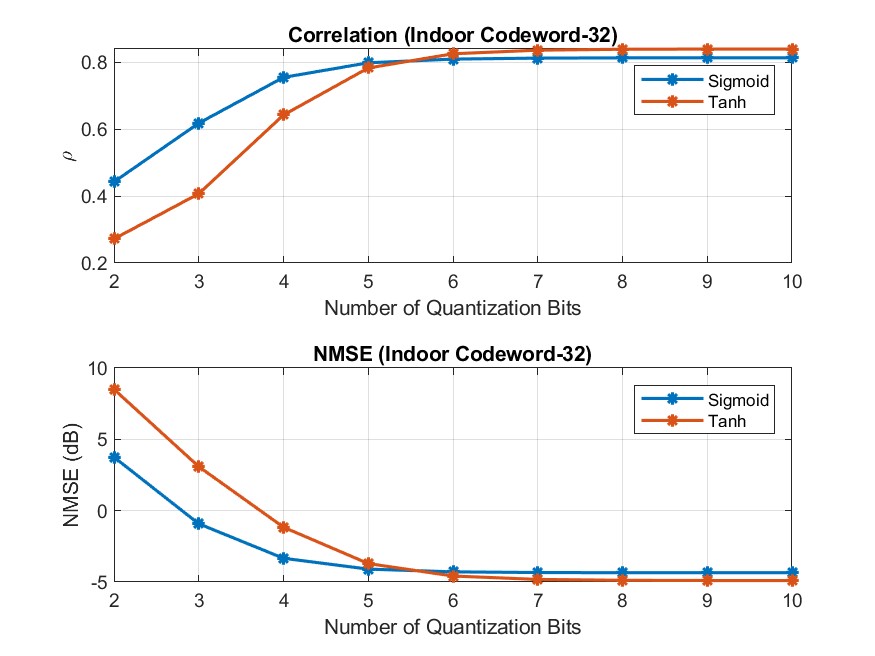 Correlation (Indoor Codeword-32)
0.8
0.6
0.4
0.2
ρ
Sigmoid
Tanh
2 3 4 5 6 7 8 9 10
Number of Quantization Bits
NMSE (Indoor Codeword-32)
10
5
0
-5
NMSE (dB)
Sigmoid
Tanh
2 3 4 5 6 7 8 9 10
Number of Quantization Bits